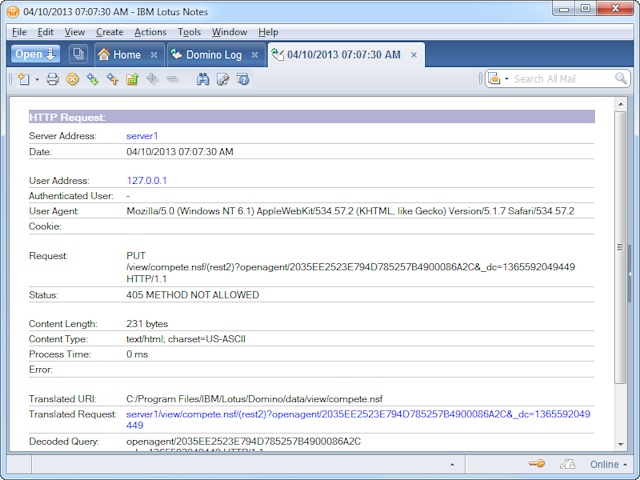 04/10/2013 07:07:30 AM - IBM Lotus Notes
File Edit View Create Actions Tools Window Help
Open Home Domino Log 04/10/2013 07:07:30 AM
Search All Mail
HTTP Request:
Server Address: server1
Date: 04/10/2013 07:07:30 AM
User Address: 127.0.0.1
Authenticated User: -
User Agent: Mozilla/5.0 (Windows NT 6.1) AppleWebKit/534.57.2 (KHTML, like Gecko) Version/5.1.7 Safari/534.57.2
Cookie:
Request: PUT
/view/compete.nsf/(rest2)?openagent/2035EE2523E794D785257B4900086A2C&_dc=1365592049449
HTTP/1.1
Status: 405 METHOD NOT ALLOWED
Content Length: 231 bytes
Content Type: text/html; charset=US-ASCII
Process Time: 0 ms
Error:
Translated URI: C:/Program Files/IBM/Lotus/Domino/data/view/compete.nsf
Translated Request: server1/view/compete.nsf/(rest2)?openagent/2035EE2523E794D785257B4900086A2C&_dc=1365592049
449
Decoded Query: openagent/2035EE2523E794D785257B4900086A2C
Online